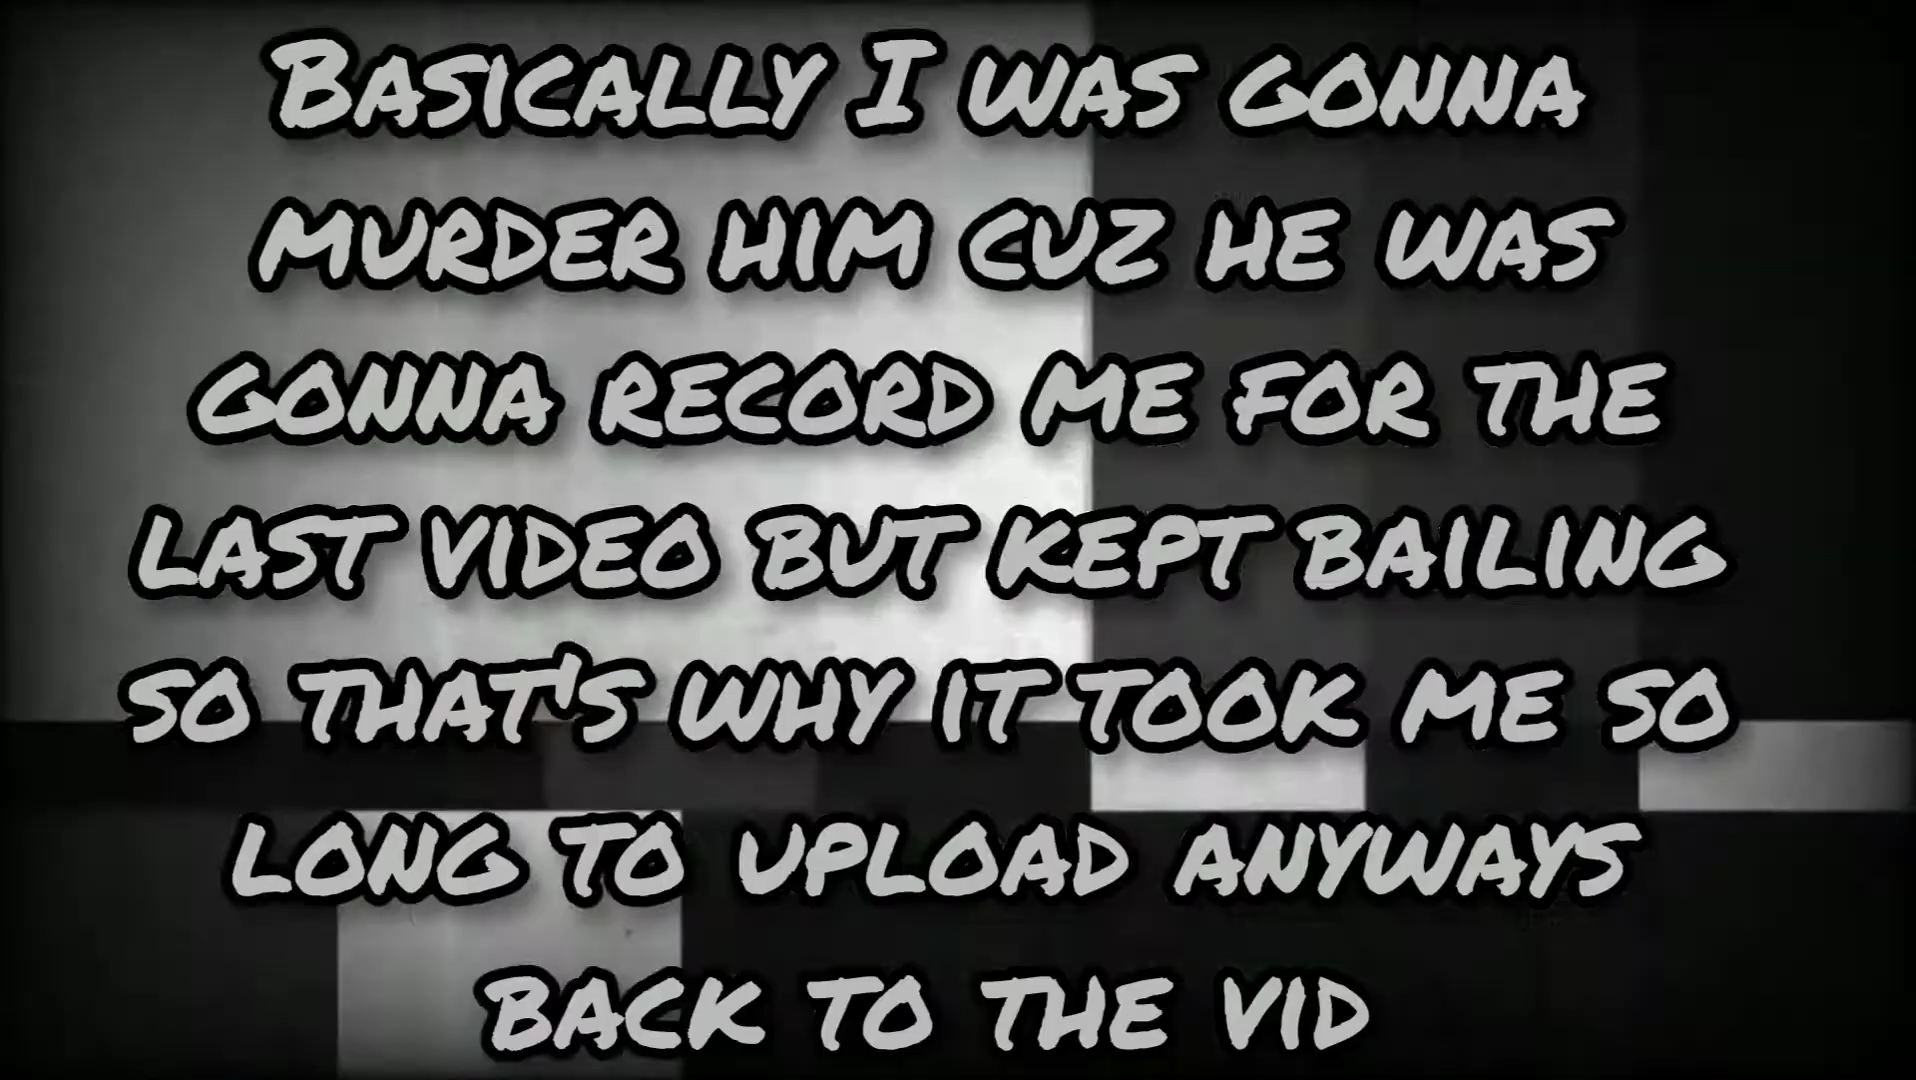 Basically I was gonna
murder him cuz he was
gonna record me for the
last video but kept bailing
so that's why it took me so
long to upload anyways
back to the vid